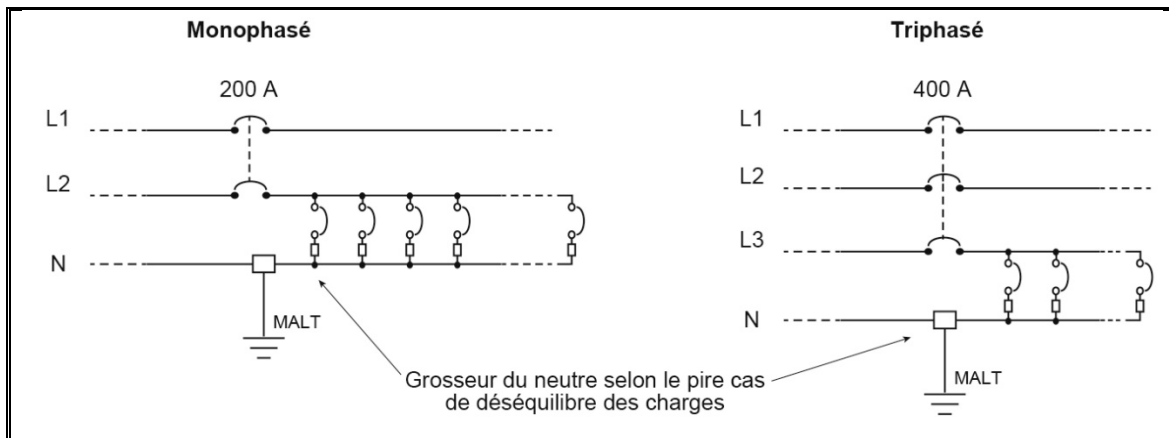 Monophasé
200 A
L1
L2
N
MALT
Triphasé
400 A
L1
L2
L3
N
MALT
Grosseur du neutre selon le pire cas
de déséquilibre des charges